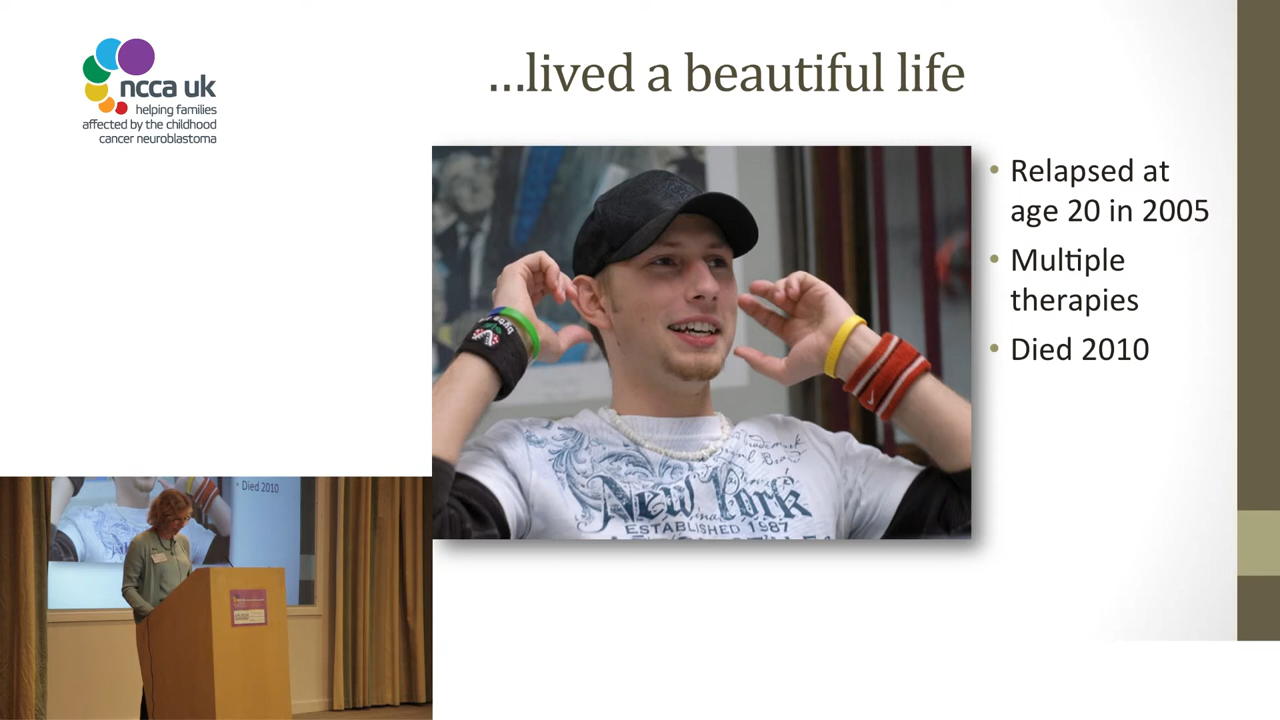 ncca uk
helping families
affected by the childhood
cancer neuroblastoma
...lived a beautiful life
• Relapsed at
age 20 in 2005
• Multiple
therapies
• Died 2010
New York
ESTABLISHED 1987
• Died 2010